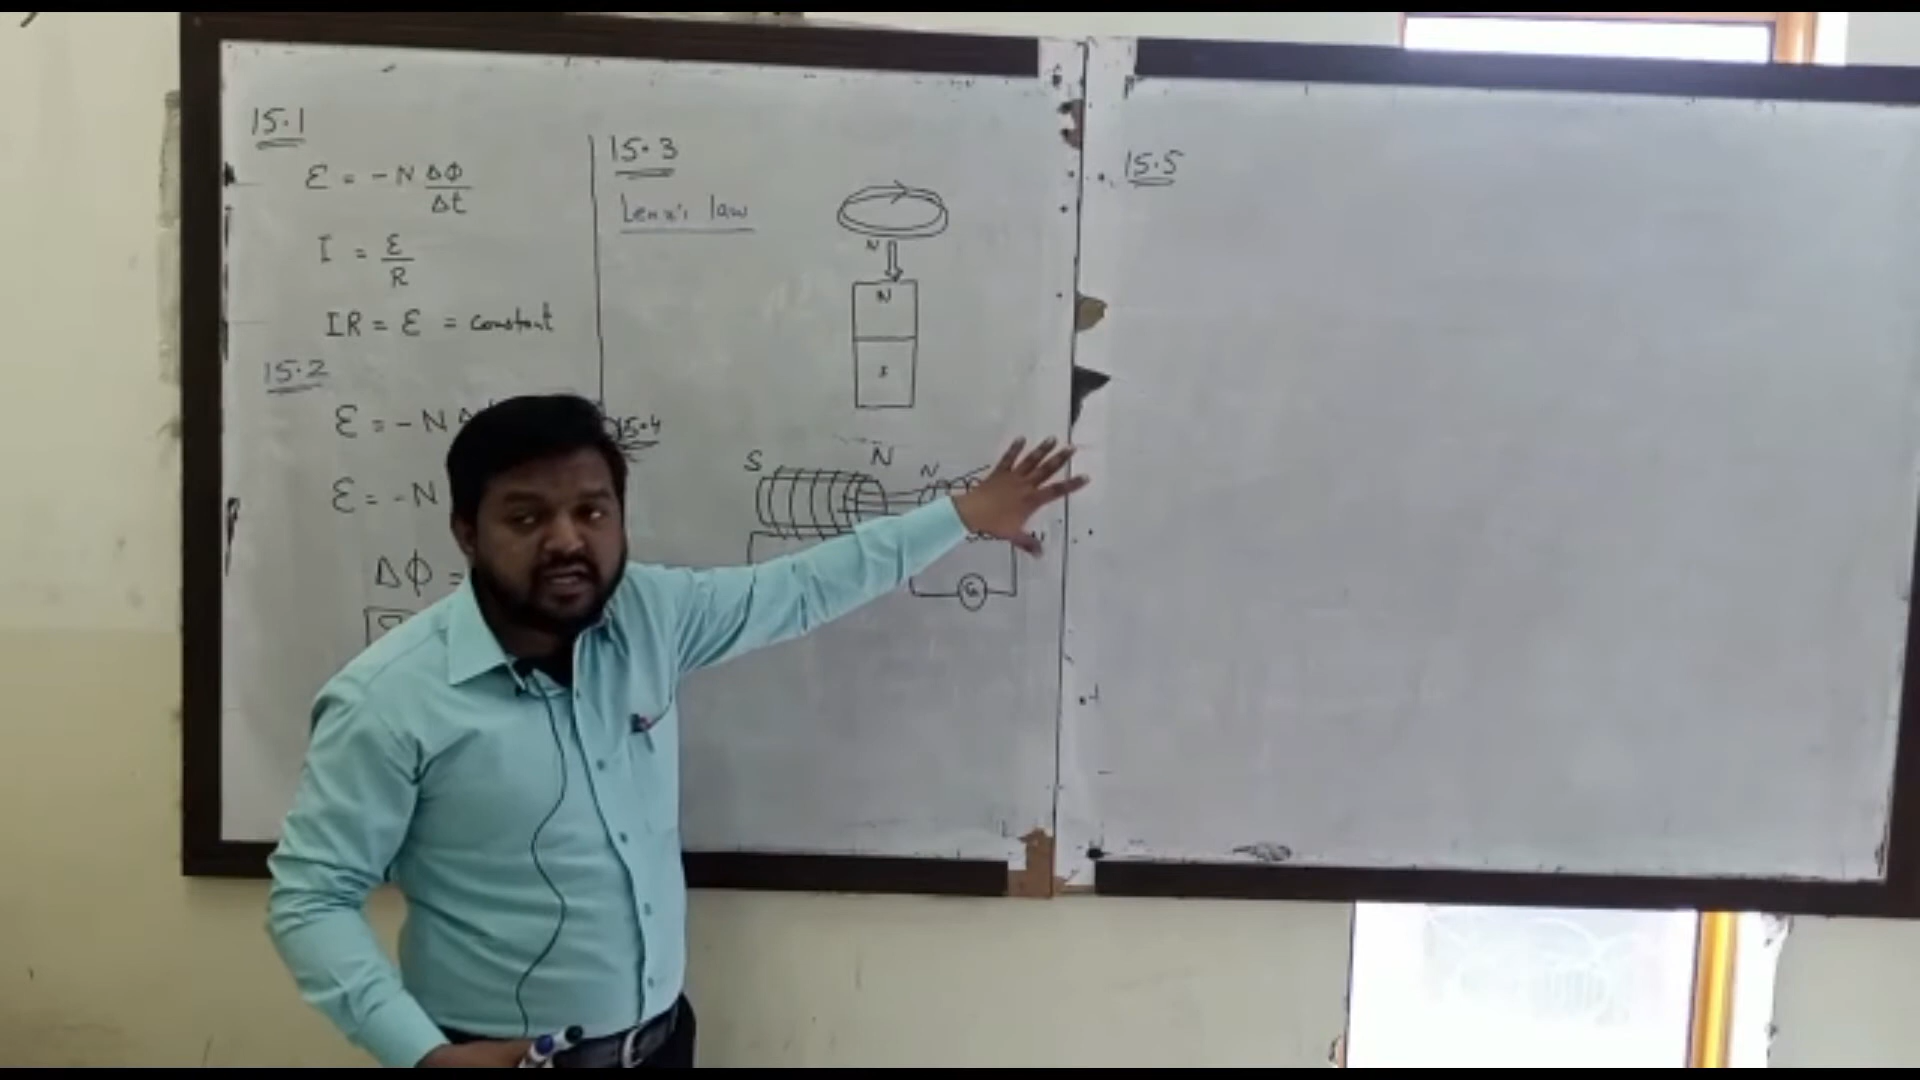 15.1
ε = -N ΔΦ
Δt
I = ε
R
IR = ε = constant
15.2
ε = -N Δ
ε = -N
Δϕ =
15.3
Lenz's law
N
N
S
15.4
S N N
G
15.5